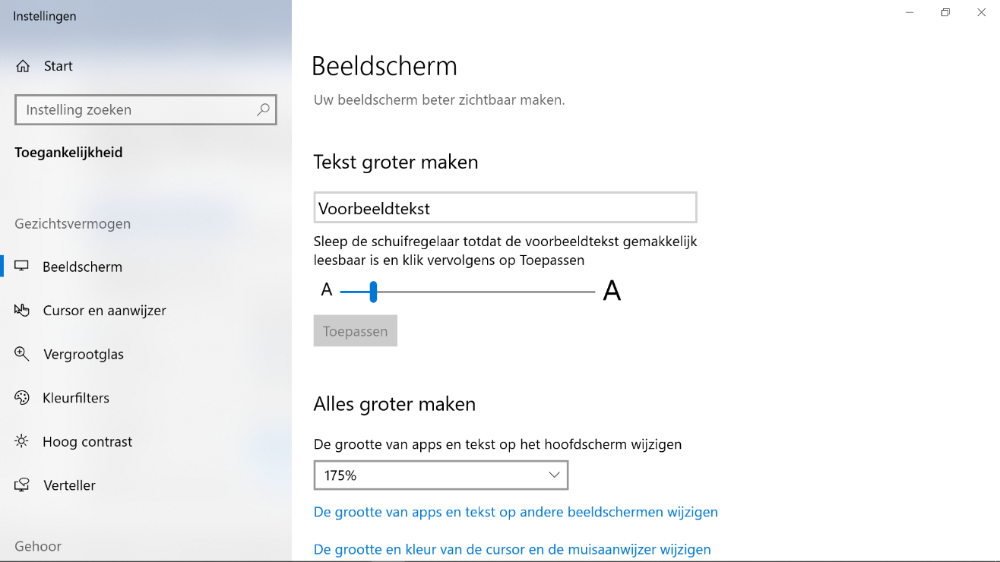 Instellingen
Start
Instelling zoeken
Toegankelijkheid
Gezichtsvermogen
Beeldscherm
Cursor en aanwijzer
Vergrootglas
Kleurfilters
Hoog contrast
Verteller
Gehoor
Beeldscherm
Uw beeldscherm beter zichtbaar maken.
Tekst groter maken
Voorbeeldtekst
Sleep de schuifregelaar totdat de voorbeeldtekst gemakkelijk
leesbaar is en klik vervolgens op Toepassen
A A
Toepassen
Alles groter maken
De grootte van apps en tekst op het hoofdscherm wijzigen
175%
De grootte van apps en tekst op andere beeldschermen wijzigen
De grootte en kleur van de cursor en de muisaanwijzer wijzigen